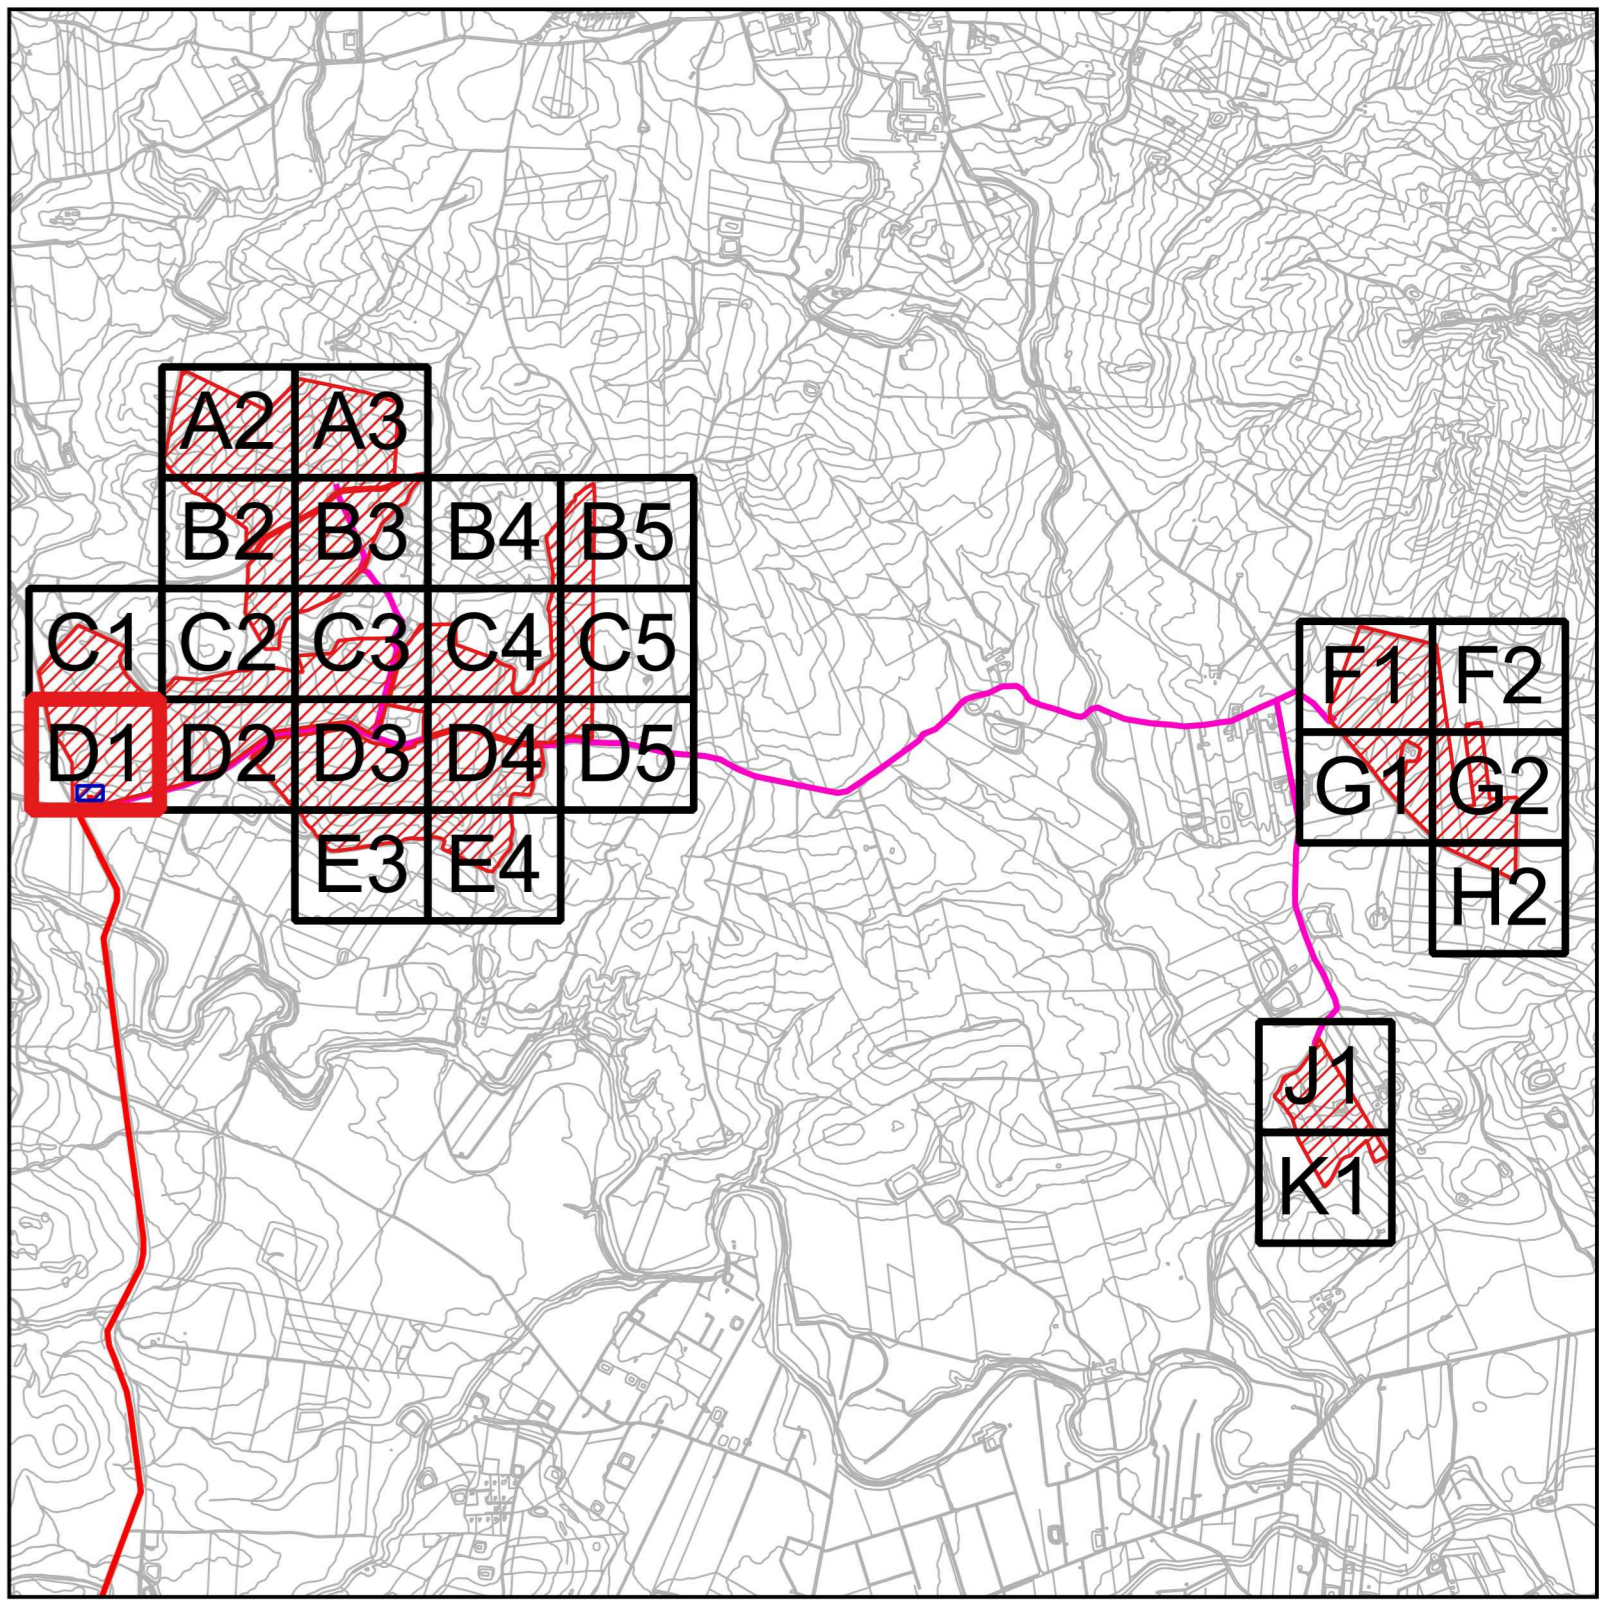 A2 A3
B2 B3 B4 B5
C1 C2 C3 C4 C5
D1 D2 D3 D4 D5
E3 E4
F1 F2
G1 G2
H2
J1
K1